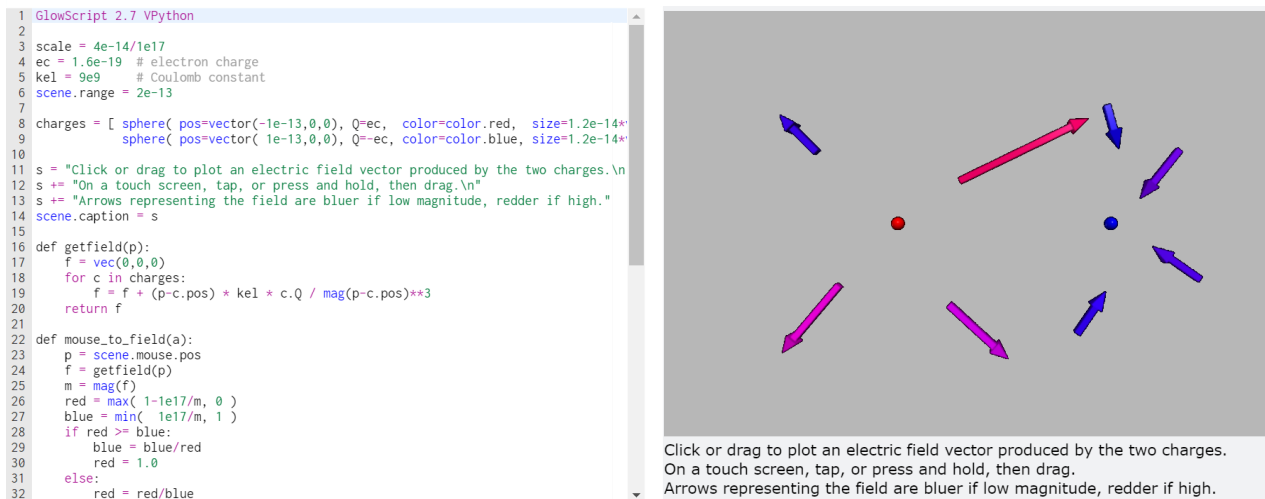 1 GlowScript 2.7 VPython
2
3 scale = 4e-14/1e17
4 ec = 1.6e-19  # electron charge
5 kel = 9e9      # Coulomb constant
6 scene.range = 2e-13
7
8 charges = [ sphere( pos=vector(-1e-13,0,0), Q=ec,  color=color.red,  size=1.2e-14*
9             sphere( pos=vector( 1e-13,0,0), Q=-ec, color=color.blue, size=1.2e-14*
10
11 s = "Click or drag to plot an electric field vector produced by the two charges.\n
12 s += "On a touch screen, tap, or press and hold, then drag.\n"
13 s += "Arrows representing the field are bluer if low magnitude, redder if high."
14 scene.caption = s
15
16 def getfield(p):
17     f = vec(0,0,0)
18     for c in charges:
19         f = f + (p-c.pos) * kel * c.Q / mag(p-c.pos)**3
20     return f
21
22 def mouse_to_field(a):
23     p = scene.mouse.pos
24     f = getfield(p)
25     m = mag(f)
26     red = max( 1-1e17/m, 0 )
27     blue = min(  1e17/m, 1 )
28     if red >= blue:
29         blue = blue/red
30         red = 1.0
31     else:
32         red = red/blue
Click or drag to plot an electric field vector produced by the two charges.
On a touch screen, tap, or press and hold, then drag.
Arrows representing the field are bluer if low magnitude, redder if high.